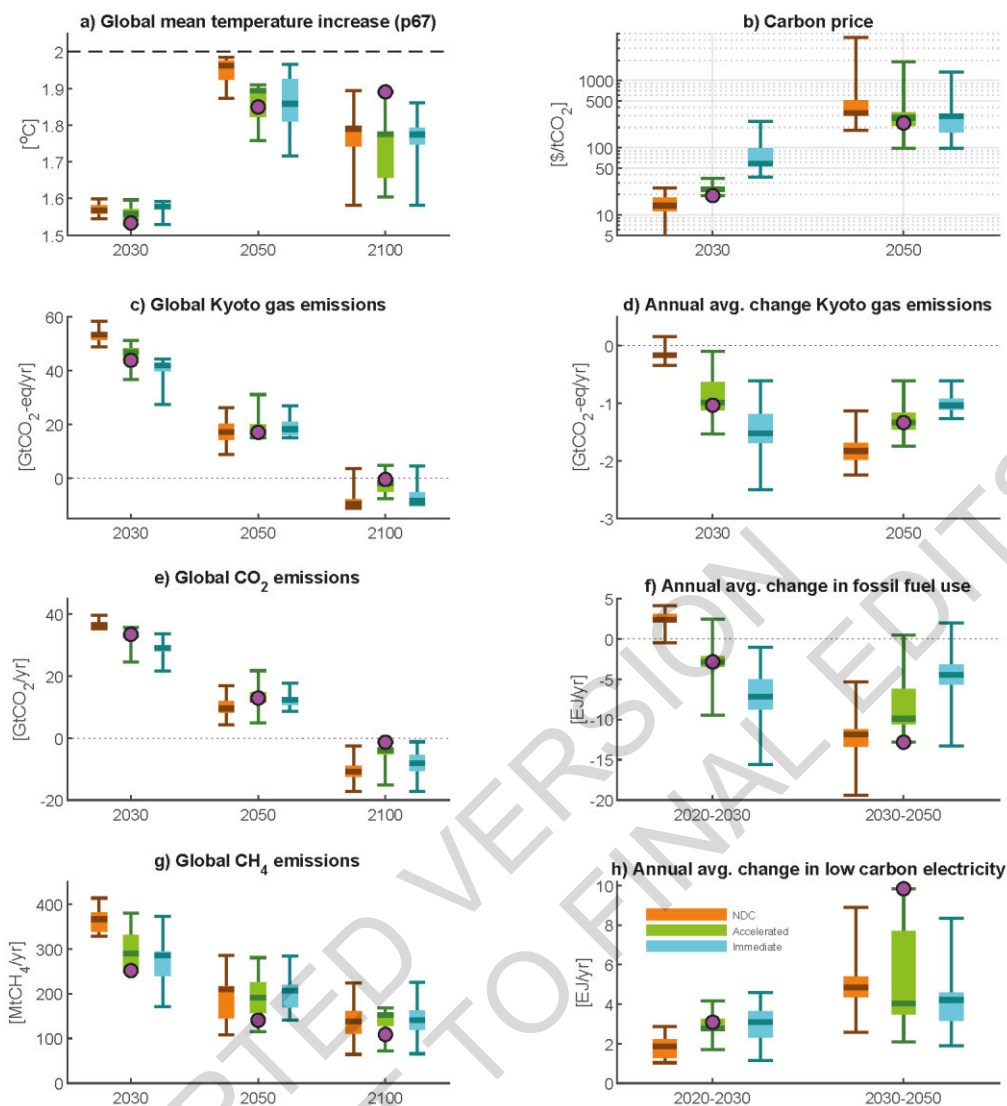 a) Global mean temperature increase (p67)
[°C]
2
1.9
1.8
1.7
1.6
1.5
2030 2050 2100
b) Carbon price
[$/tCO2]
1000
500
100
50
10
5
2030 2050
c) Global Kyoto gas emissions
[GtCO2-eq/yr]
60
40
20
0
2030 2050 2100
d) Annual avg. change Kyoto gas emissions
[GtCO2-eq/yr]
0
-1
-2
-3
2030 2050
e) Global CO2 emissions
[GtCO2/yr]
40
20
0
-20
2030 2050 2100
f) Annual avg. change in fossil fuel use
[EJ/yr]
5
0
-5
-10
-15
-20
2020-2030 2030-2050
g) Global CH4 emissions
[MtCH4/yr]
400
300
200
100
0
2030 2050 2100
h) Annual avg. change in low carbon electricity
[EJ/yr]
10
8
6
4
2
0
NDC
Accelerated
Immediate
2020-2030 2030-2050
RTED VERSION
T TO FINAL EDITS